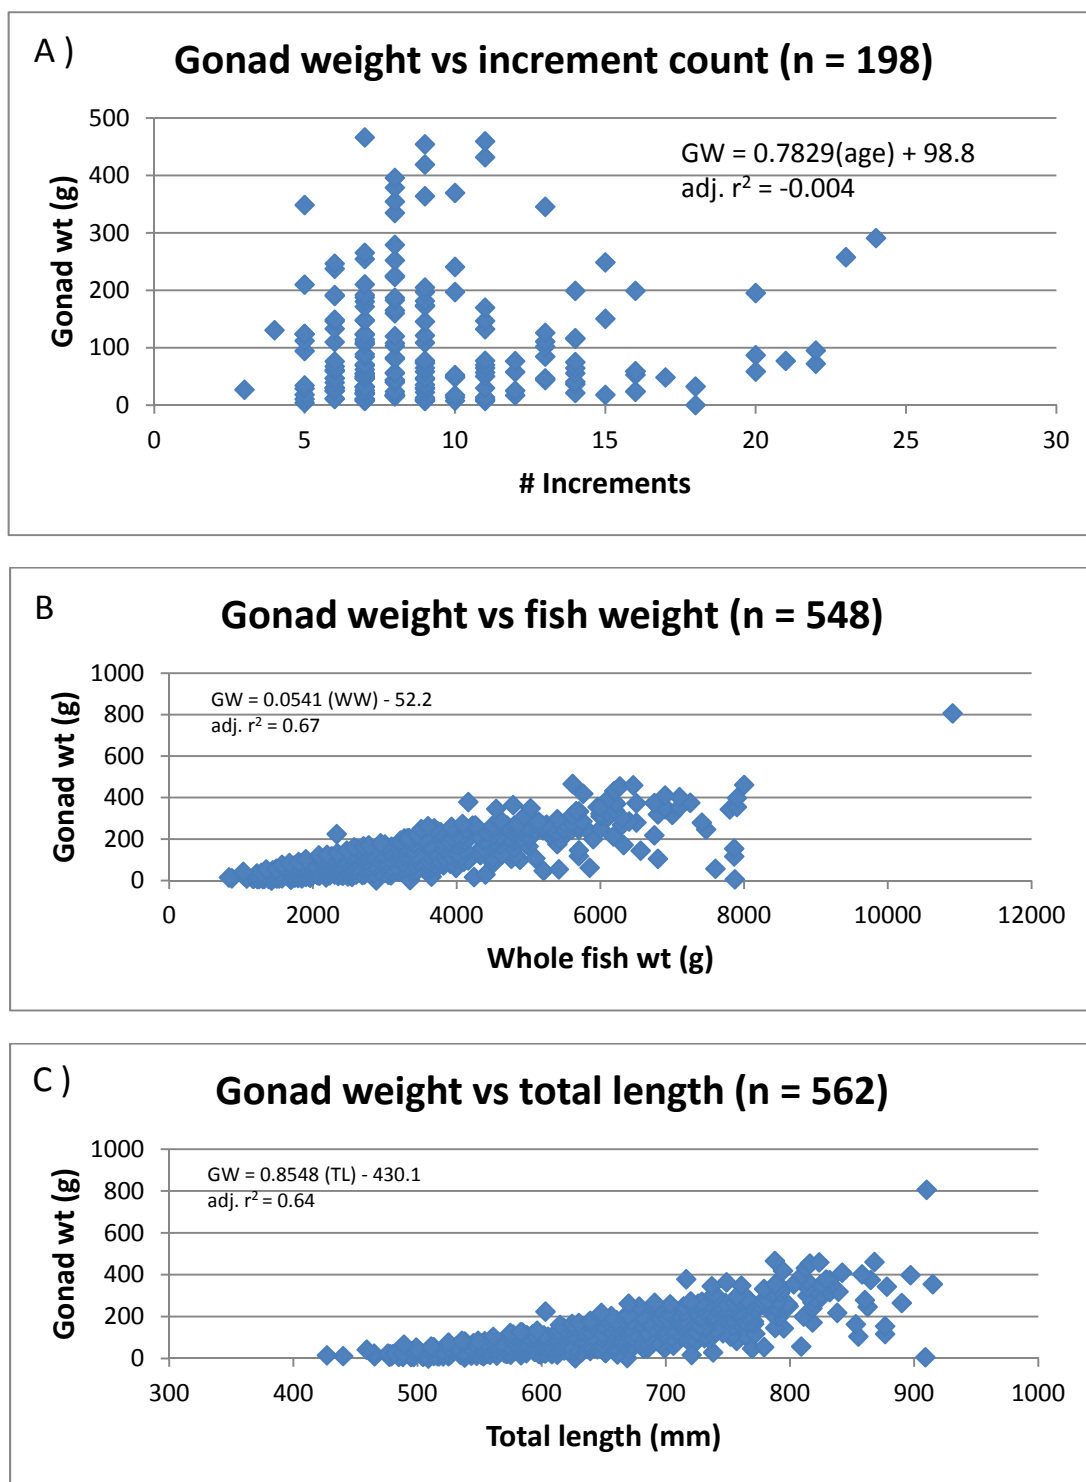 A )
Gonad weight vs increment count (n = 198)
GW = 0.7829(age) + 98.8
adj. r² = -0.004
Gonad wt (g)
500
400
300
200
100
0
0 5 10 15 20 25 30
# Increments
B
Gonad weight vs fish weight (n = 548)
GW = 0.0541 (WW) - 52.2
adj. r² = 0.67
Gonad wt (g)
1000
800
600
400
200
0
0 2000 4000 6000 8000 10000 12000
Whole fish wt (g)
C )
Gonad weight vs total length (n = 562)
GW = 0.8548 (TL) - 430.1
adj. r² = 0.64
Gonad wt (g)
1000
800
600
400
200
0
300 400 500 600 700 800 900 1000
Total length (mm)